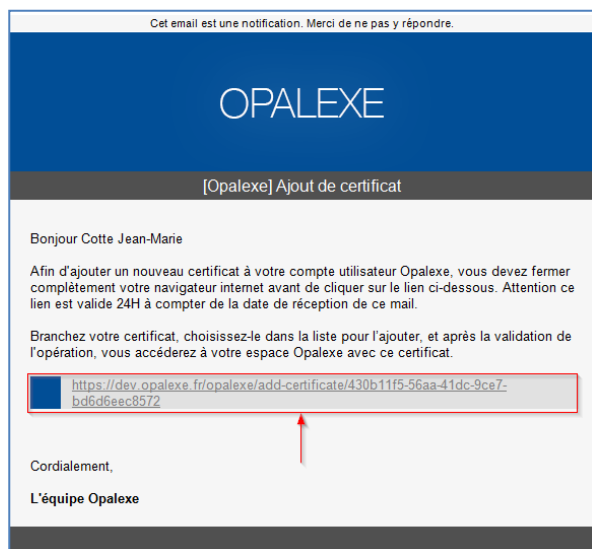 Cet email est une notification. Merci de ne pas y répondre.
OPALEXE
[Opalexe] Ajout de certificat
Bonjour Cotte Jean-Marie
Afin d'ajouter un nouveau certificat à votre compte utilisateur Opalexe, vous devez fermer
complètement votre navigateur internet avant de cliquer sur le lien ci-dessous. Attention ce
lien est valide 24H à compter de la date de réception de ce mail.
Branchez votre certificat, choisissez-le dans la liste pour l'ajouter, et après la validation de
l'opération, vous accéderez à votre espace Opalexe avec ce certificat.
https://dev.opalexe.fr/opalexe/add-certificate/430b11f5-56aa-41dc-9ce7-
bd6d6eec8572
Cordialement,
L'équipe Opalexe